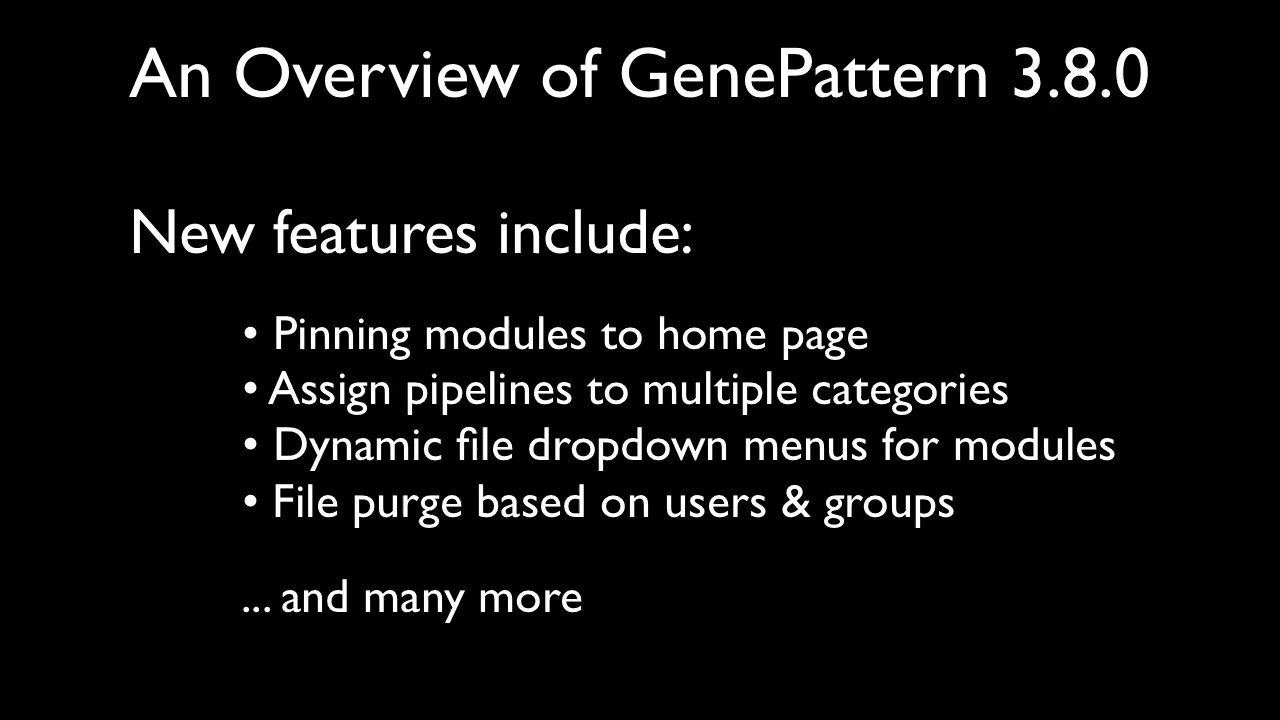 An Overview of GenePattern 3.8.0
New features include:
• Pinning modules to home page
• Assign pipelines to multiple categories
• Dynamic file dropdown menus for modules
• File purge based on users & groups
... and many more